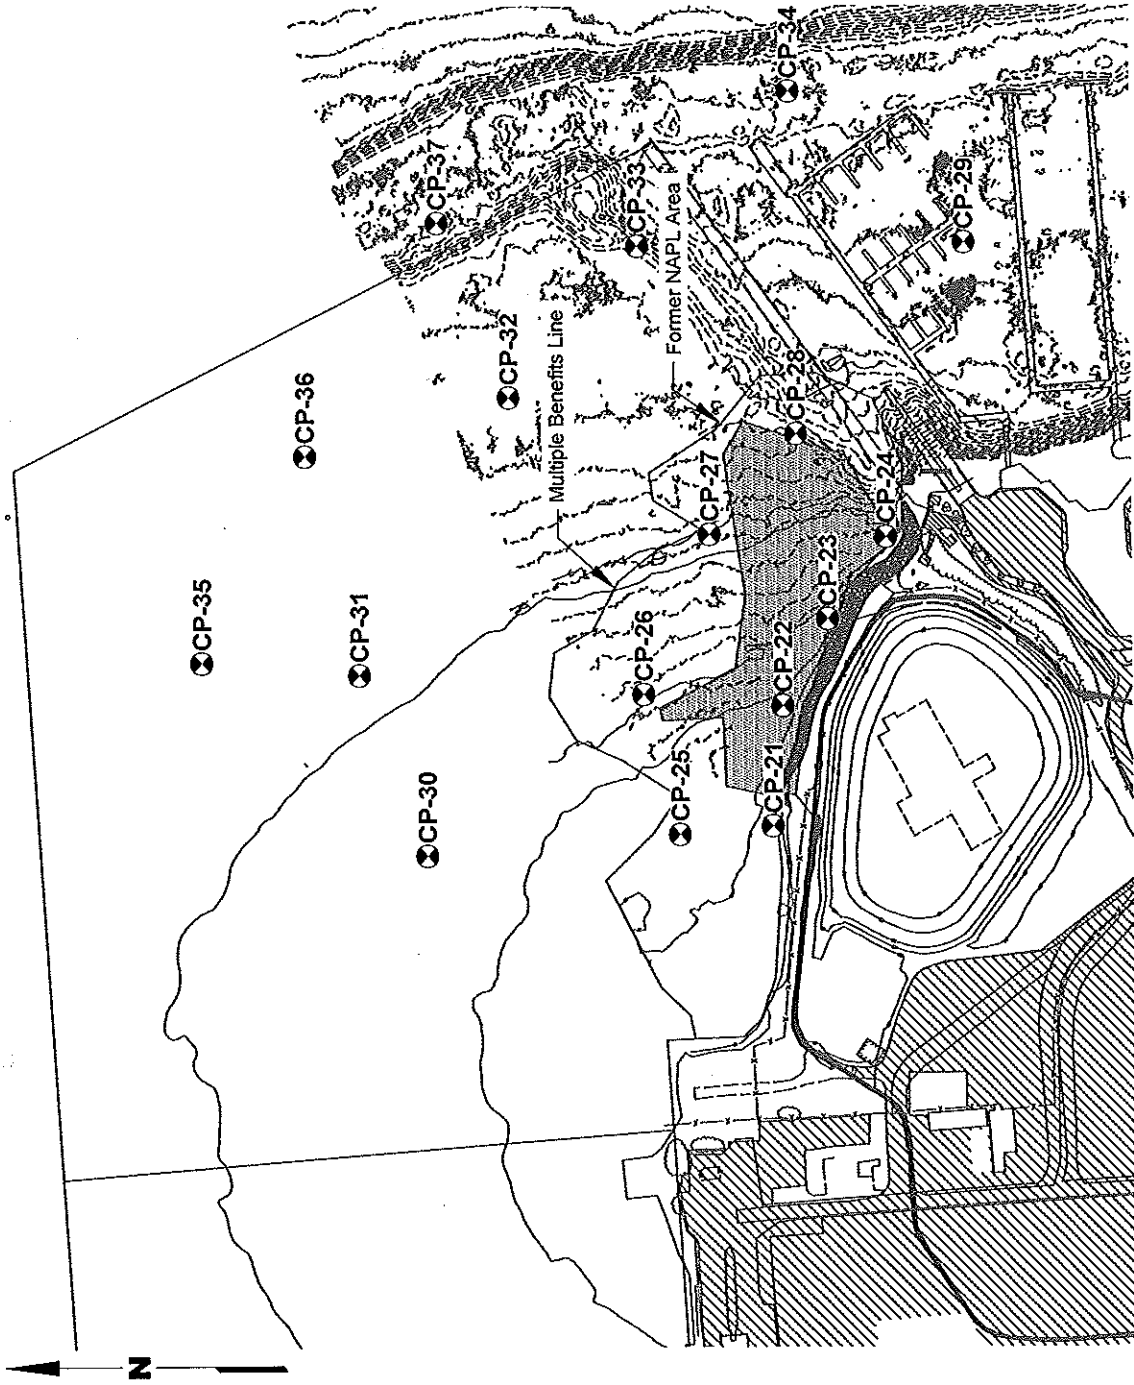 CP-34
CP-37
CP-33
CP-29
Former NAPL Area
CP-32
Multiple Benefits Line
CP-36
CP-28
CP-27
CP-24
CP-35
CP-31
CP-23
CP-26
CP-22
CP-25
CP-21
CP-30
N